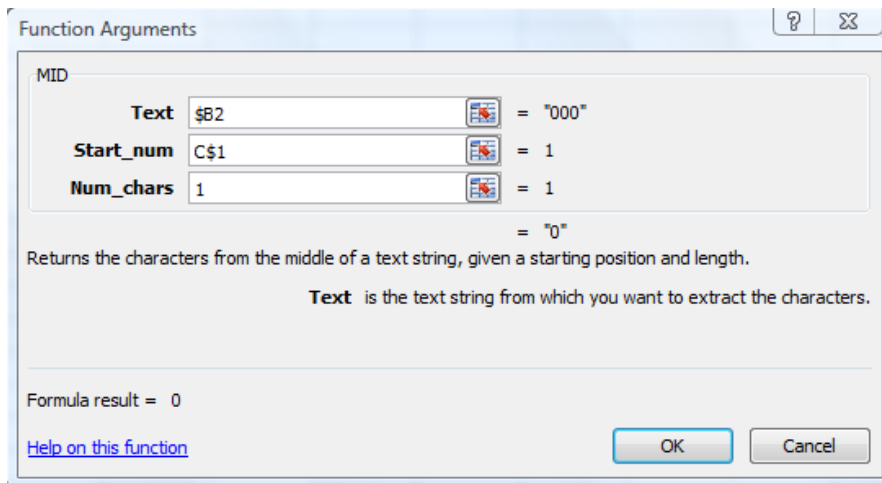 Function Arguments
?
MID
Text $B2 = "000"
Start_num C$1 = 1
Num_chars 1 = 1
= "0"
Returns the characters from the middle of a text string, given a starting position and length.
Text is the text string from which you want to extract the characters.
Formula result = 0
Help on this function
OK Cancel